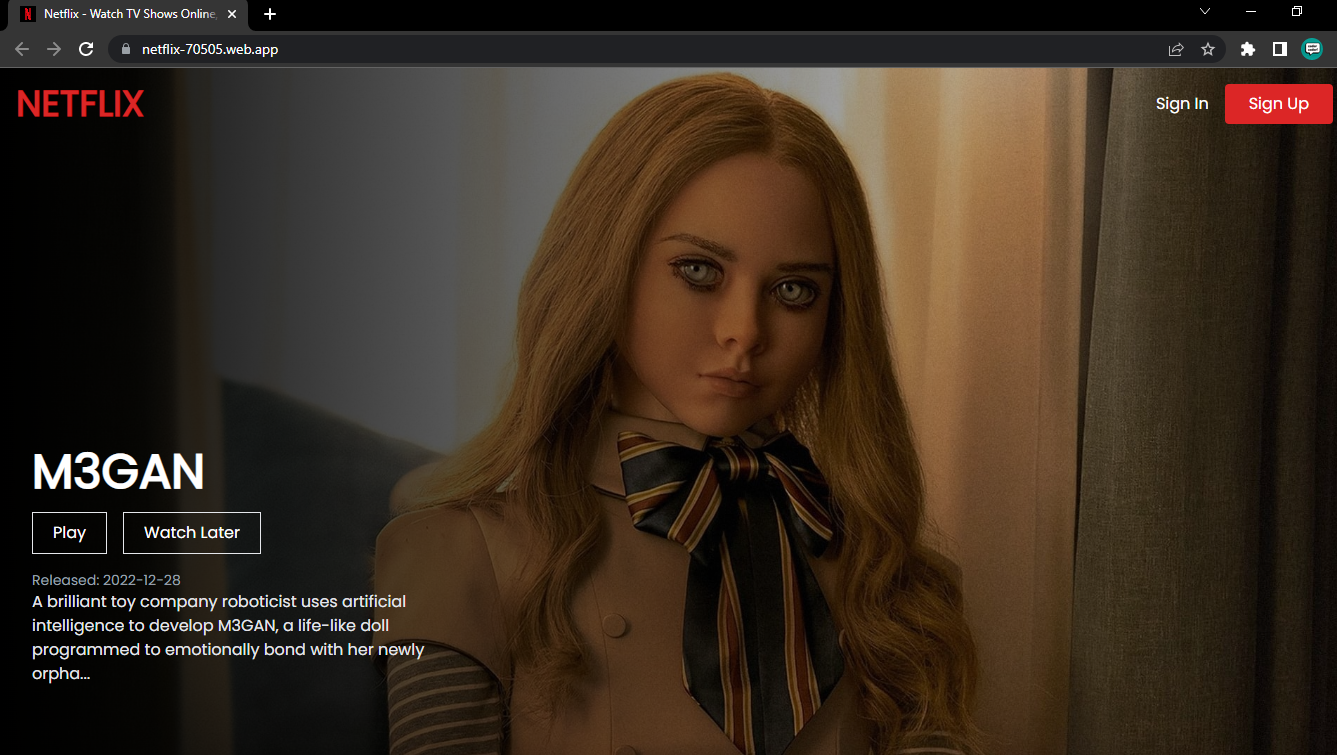 Netflix - Watch TV Shows Online,
netflix-70505.web.app
NETFLIX
Sign In
Sign Up
M3GAN
Play
Watch Later
Released: 2022-12-28
A brilliant toy company roboticist uses artificial
intelligence to develop M3GAN, a life-like doll
programmed to emotionally bond with her newly
orpha...